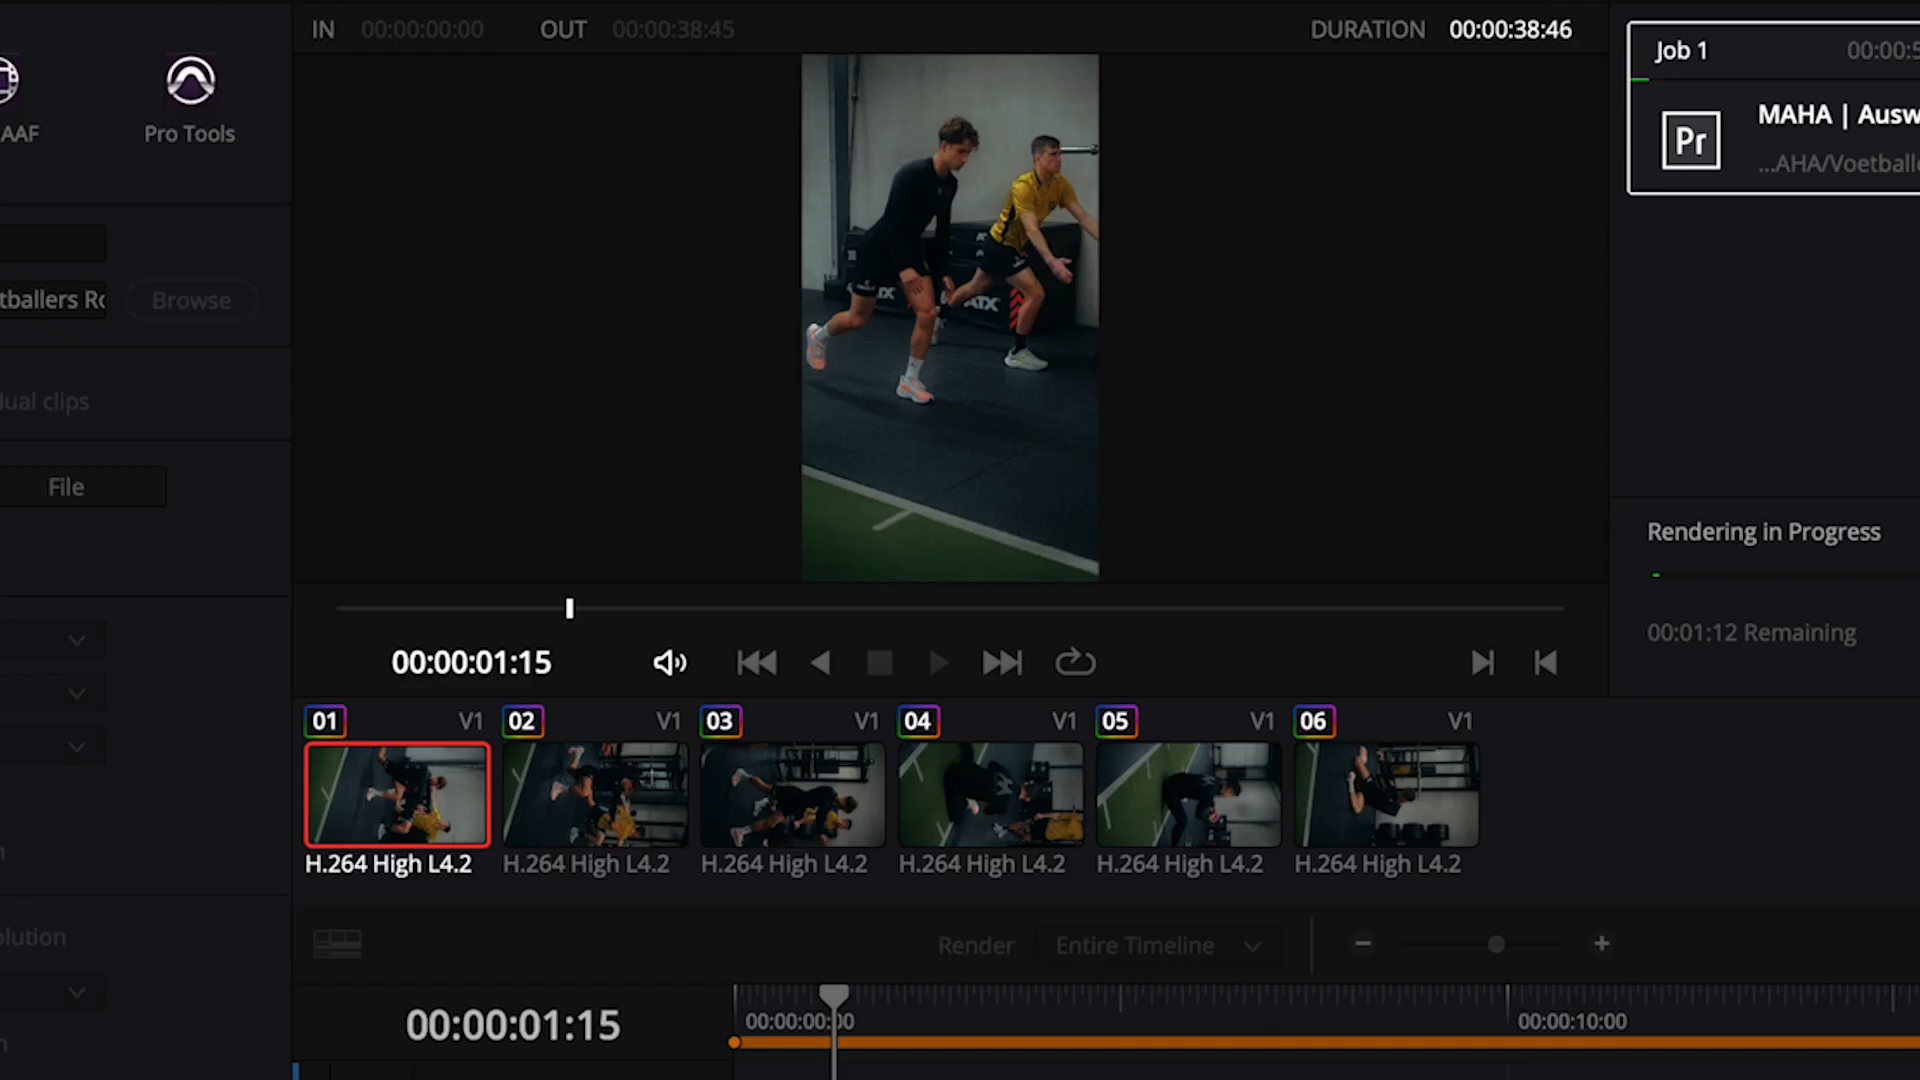 IN 00:00:00:00 OUT 00:00:38:45 DURATION 00:00:38:46
Job 1 00:00:5
AAF
Pro Tools
Pr
MAHA | Ausw
...AHA/Voetballe
tballers Ro
Browse
ATX
dual clips
File
Rendering in Progress
00:01:12 Remaining
00:00:01:15
01 V1 02 V1 03 V1 04 V1 05 V1 06 V1
H.264 High L4.2 H.264 High L4.2 H.264 High L4.2 H.264 High L4.2 H.264 High L4.2 H.264 High L4.2
olution
Render Entire Timeline
00:00:01:15
00:00:00:00 00:00:10:00